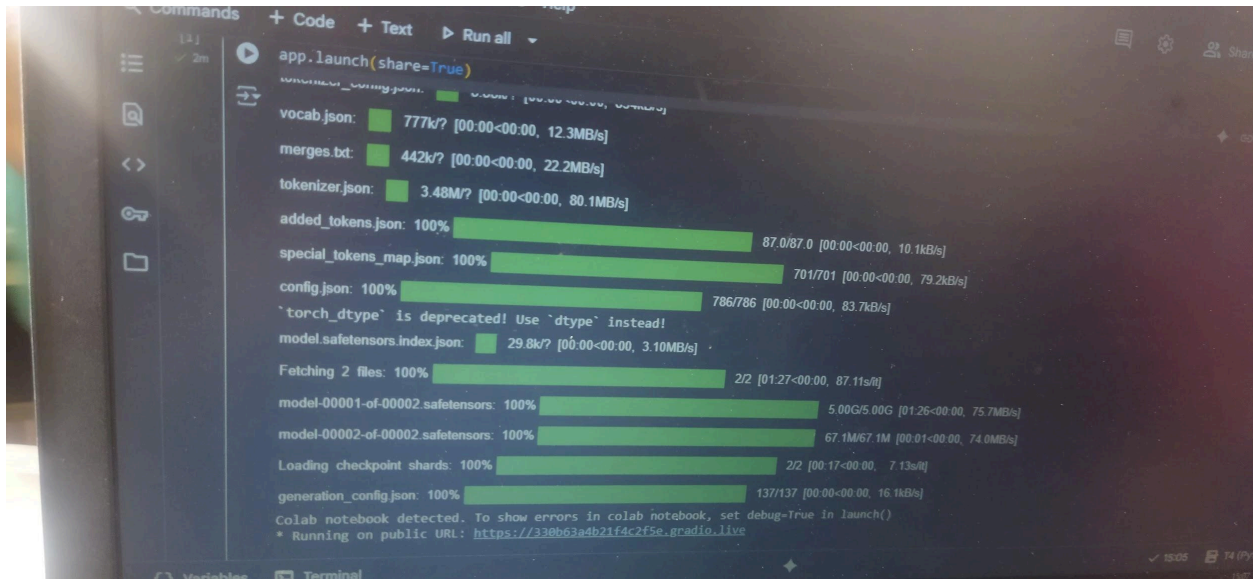 Commands + Code + Text Run all Help
[1]
2m
app.launch(share=True)
tokenizer_config.json:
vocab.json: 777k/? [00:00<00:00, 12.3MB/s]
merges.txt: 442k/? [00:00<00:00, 22.2MB/s]
tokenizer.json: 3.48M/? [00:00<00:00, 80.1MB/s]
added_tokens.json: 100% 87.0/87.0 [00:00<00:00, 10.1kB/s]
special_tokens_map.json: 100% 701/701 [00:00<00:00, 79.2kB/s]
config.json: 100% 786/786 [00:00<00:00, 83.7kB/s]
`torch_dtype` is deprecated! Use `dtype` instead!
model.safetensors.index.json: 29.8k/? [00:00<00:00, 3.10MB/s]
Fetching 2 files: 100% 2/2 [01:27<00:00, 87.11s/it]
model-00001-of-00002.safetensors: 100% 5.00G/5.00G [01:26<00:00, 75.7MB/s]
model-00002-of-00002.safetensors: 100% 67.1M/67.1M [00:01<00:00, 74.0MB/s]
Loading checkpoint shards: 100% 2/2 [00:17<00:00, 7.13s/it]
generation_config.json: 100% 137/137 [00:00<00:00, 16.1kB/s]
Colab notebook detected. To show errors in colab notebook, set debug=True in launch()
* Running on public URL: https://330b63a4b21f4c2f5e.gradio.live
15:05 T4 (Py
Variables Terminal